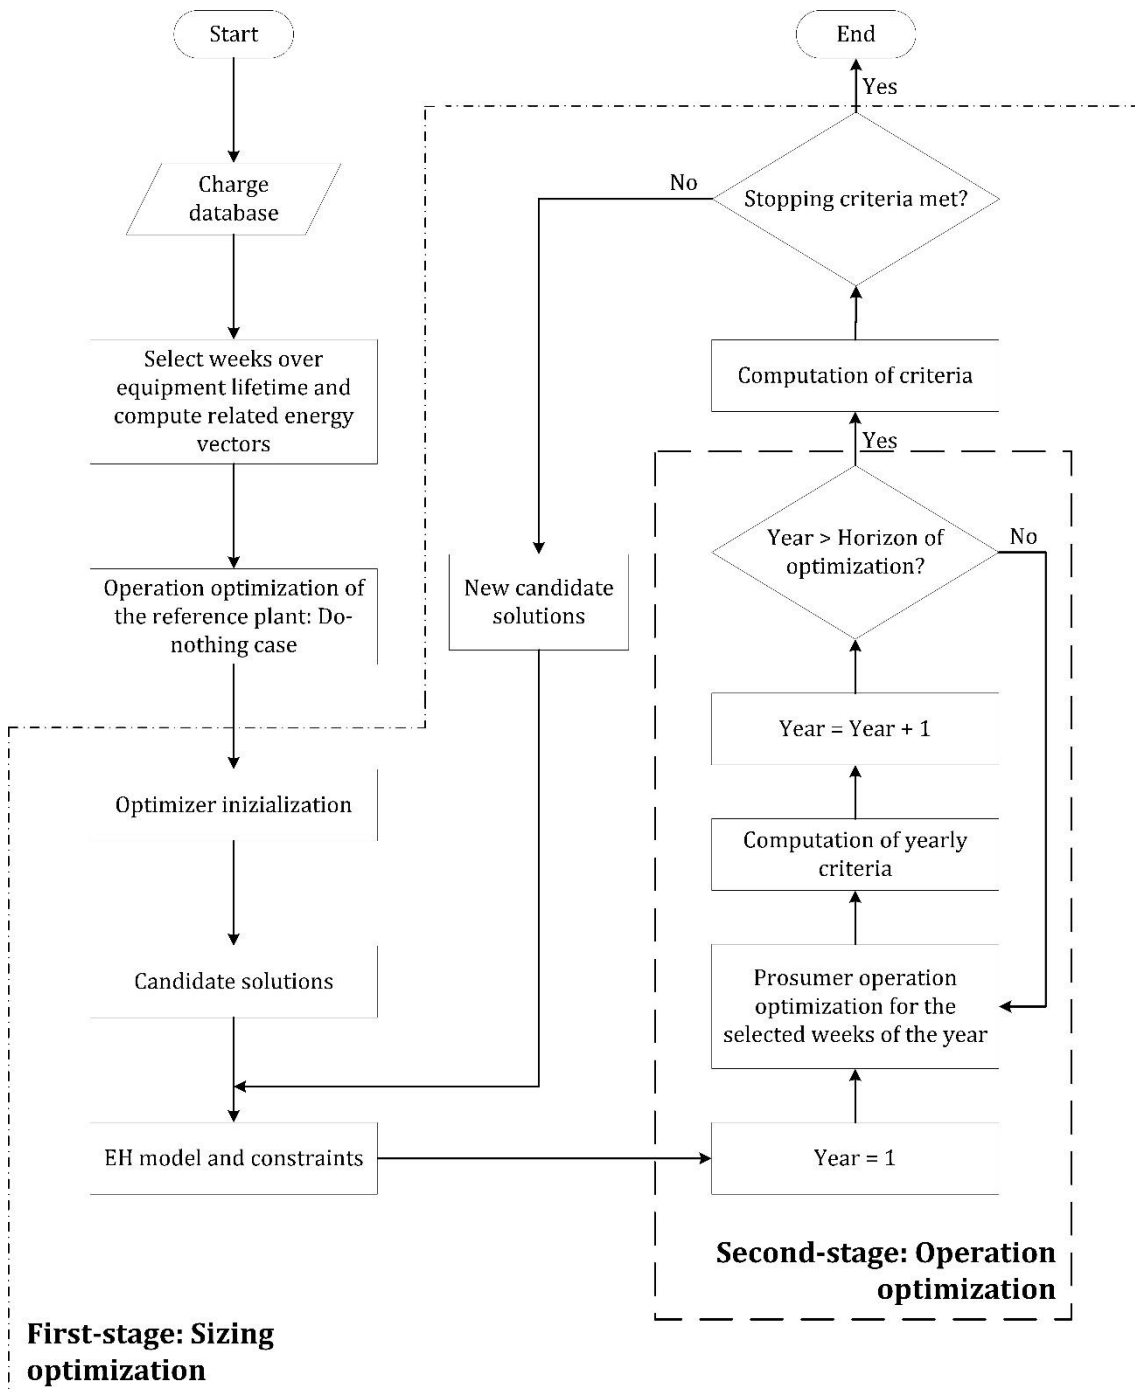 Start
Charge
database
Select weeks over
equipment lifetime and
compute related energy
vectors
Operation optimization of
the reference plant: Do-
nothing case
Optimizer inizialization
Candidate solutions
EH model and constraints
First-stage: Sizing
optimization
New candidate
solutions
End
Yes
No
Stopping criteria met?
Computation of criteria
Yes
Year > Horizon of
optimization?
No
Year = Year + 1
Computation of yearly
criteria
Prosumer operation
optimization for the
selected weeks of the year
Year = 1
Second-stage: Operation
optimization